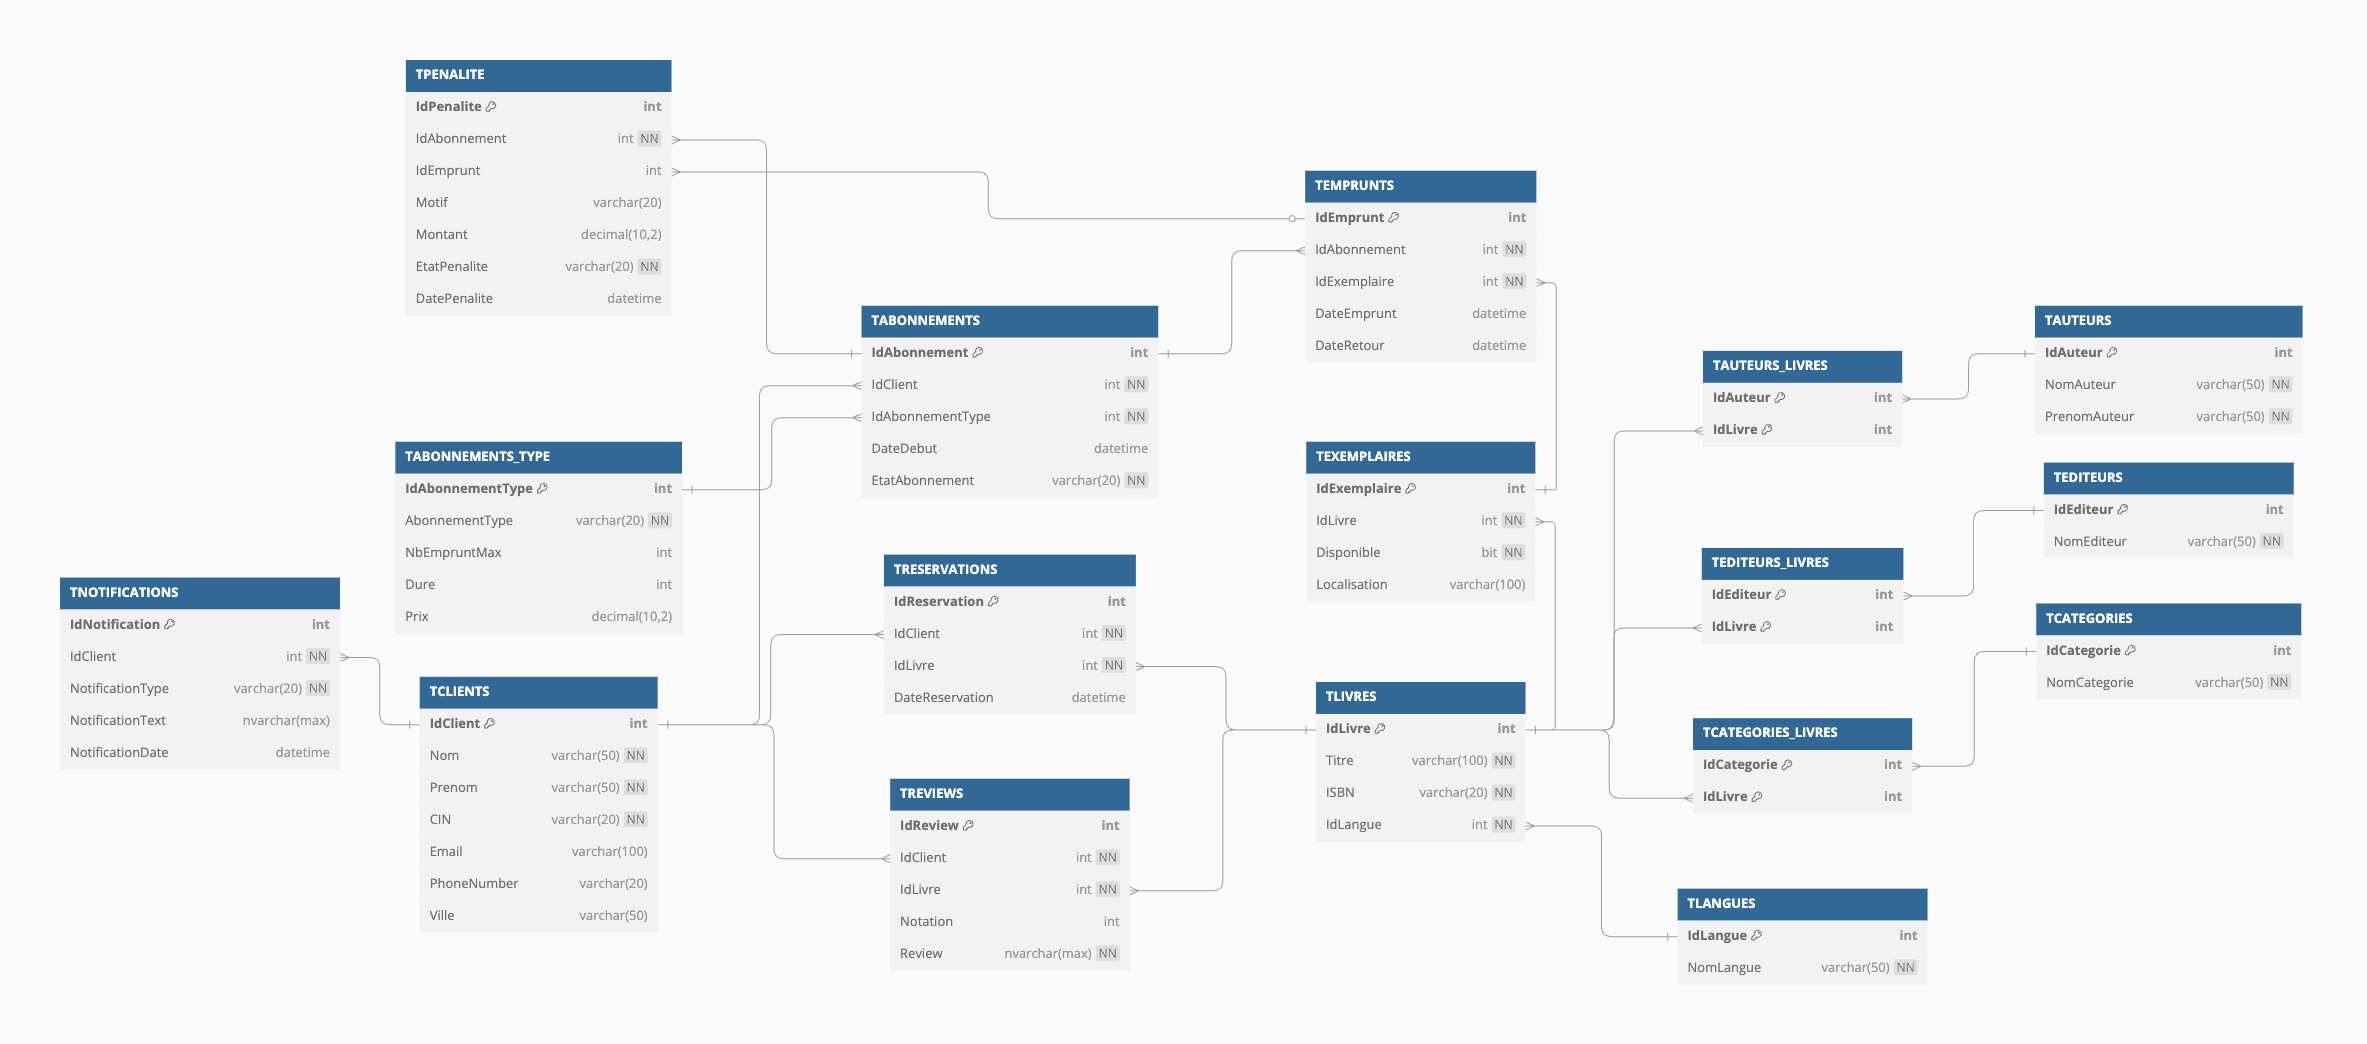 TPENALITE
IdPenalite int
IdAbonnement int NN
IdEmprunt int
Motif varchar(20)
Montant decimal(10,2)
EtatPenalite varchar(20) NN
DatePenalite datetime
TEMPRUNTS
IdEmprunt int
IdAbonnement int NN
IdExemplaire int NN
DateEmprunt datetime
DateRetour datetime
TABONNEMENTS
IdAbonnement int
IdClient int NN
IdAbonnementType int NN
DateDebut datetime
EtatAbonnement varchar(20) NN
TAUTEURS
IdAuteur int
NomAuteur varchar(50) NN
PrenomAuteur varchar(50) NN
TAUTEURS_LIVRES
IdAuteur int
IdLivre int
TABONNEMENTS_TYPE
IdAbonnementType int
AbonnementType varchar(20) NN
NbEmpruntMax int
Dure int
Prix decimal(10,2)
TEXEMPLAIRES
IdExemplaire int
IdLivre int NN
Disponible bit NN
Localisation varchar(100)
TEDITEURS
IdEditeur int
NomEditeur varchar(50) NN
TEDITEURS_LIVRES
IdEditeur int
IdLivre int
TRESERVATIONS
IdReservation int
IdClient int NN
IdLivre int NN
DateReservation datetime
TNOTIFICATIONS
IdNotification int
IdClient int NN
NotificationType varchar(20) NN
NotificationText nvarchar(max)
NotificationDate datetime
TCATEGORIES
IdCategorie int
NomCategorie varchar(50) NN
TCLIENTS
IdClient int
Nom varchar(50) NN
Prenom varchar(50) NN
CIN varchar(20) NN
Email varchar(100)
PhoneNumber varchar(20)
Ville varchar(50)
TLIVRES
IdLivre int
Titre varchar(100) NN
ISBN varchar(20) NN
IdLangue int NN
TCATEGORIES_LIVRES
IdCategorie int
IdLivre int
TREVIEWS
IdReview int
IdClient int NN
IdLivre int NN
Notation int
Review nvarchar(max) NN
TLANGUES
IdLangue int
NomLangue varchar(50) NN